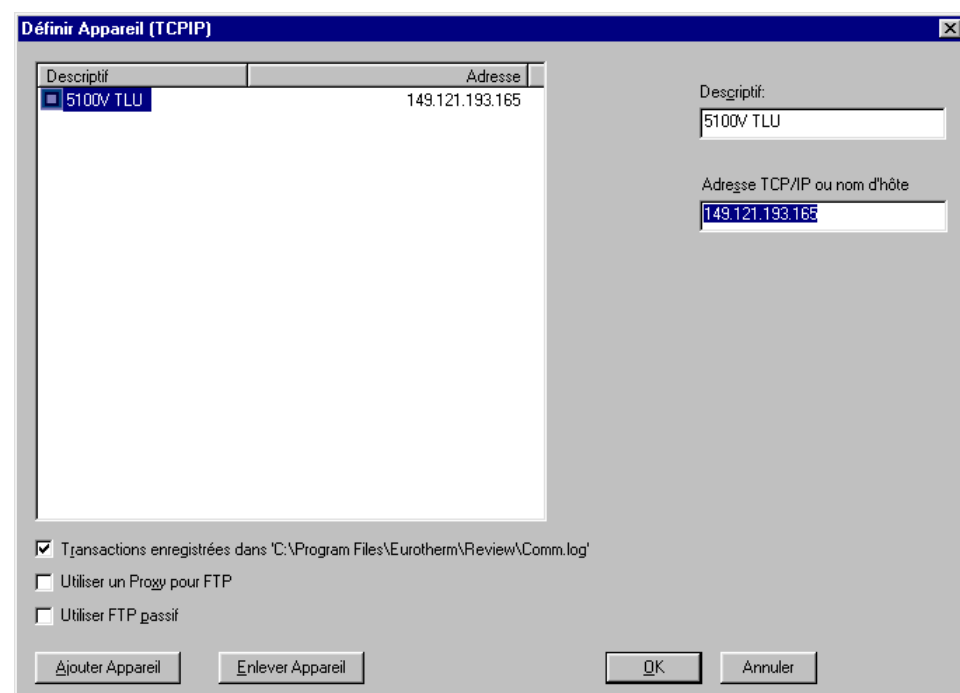 Définir Appareil (TCPIP)
Descriptif Adresse
5100V TLU 149.121.193.165
Descriptif:
5100V TLU
Adresse TCP/IP ou nom d'hôte
149.121.193.165
Transactions enregistrées dans 'C:\Program Files\Eurotherm\Review\Comm.log'
Utiliser un Proxy pour FTP
Utiliser FTP passif
Ajouter Appareil Enlever Appareil OK Annuler